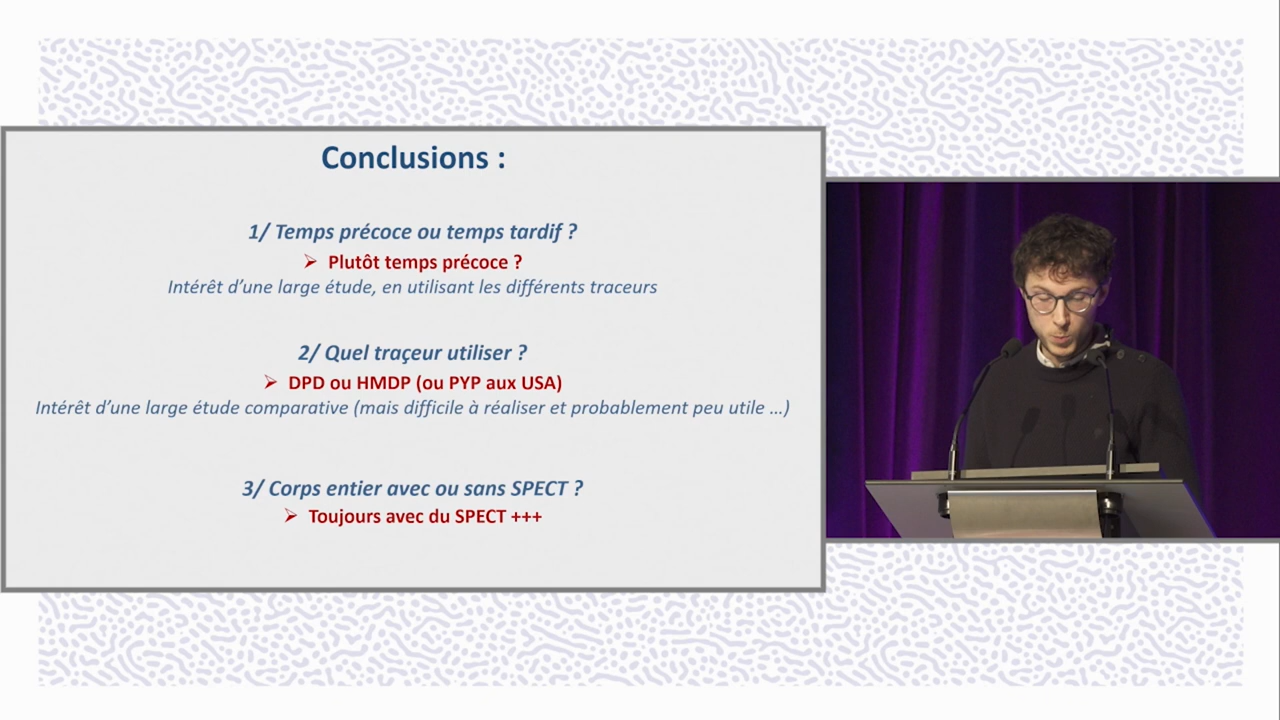 Conclusions :
1/ Temps précoce ou temps tardif ?
➢ Plutôt temps précoce ?
Intérêt d’une large étude, en utilisant les différents traceurs
2/ Quel traçeur utiliser ?
➢ DPD ou HMDP (ou PYP aux USA)
Intérêt d’une large étude comparative (mais difficile à réaliser et probablement peu utile …)
3/ Corps entier avec ou sans SPECT ?
➢ Toujours avec du SPECT +++